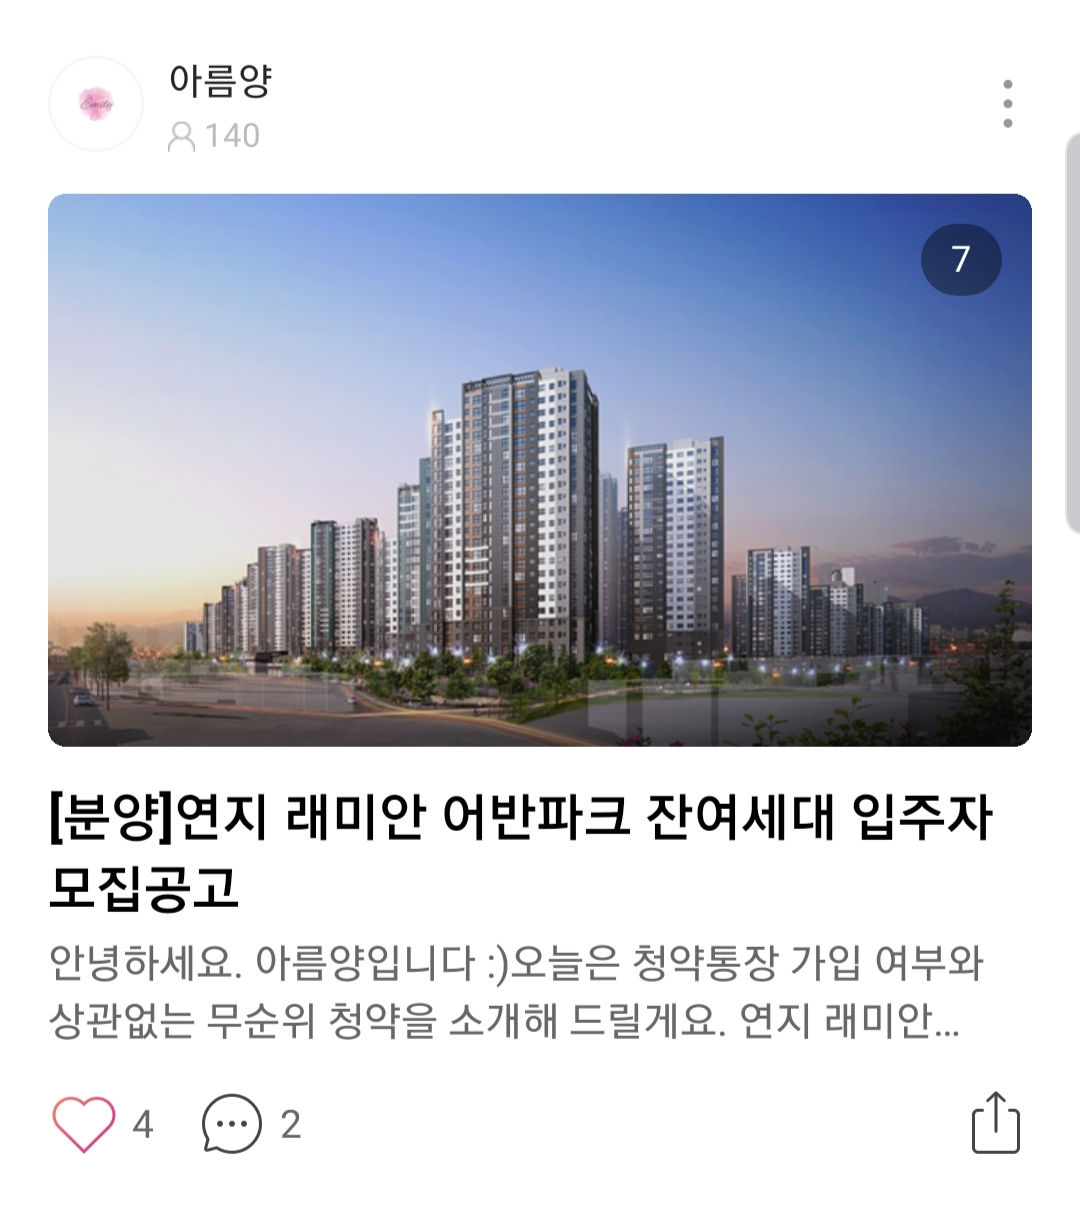 Emily
아름양
140
7
[분양]연지 래미안 어반파크 잔여세대 입주자
모집공고
안녕하세요. 아름양입니다 :)오늘은 청약통장 가입 여부와
상관없는 무순위 청약을 소개해 드릴게요. 연지 래미안...
4
2